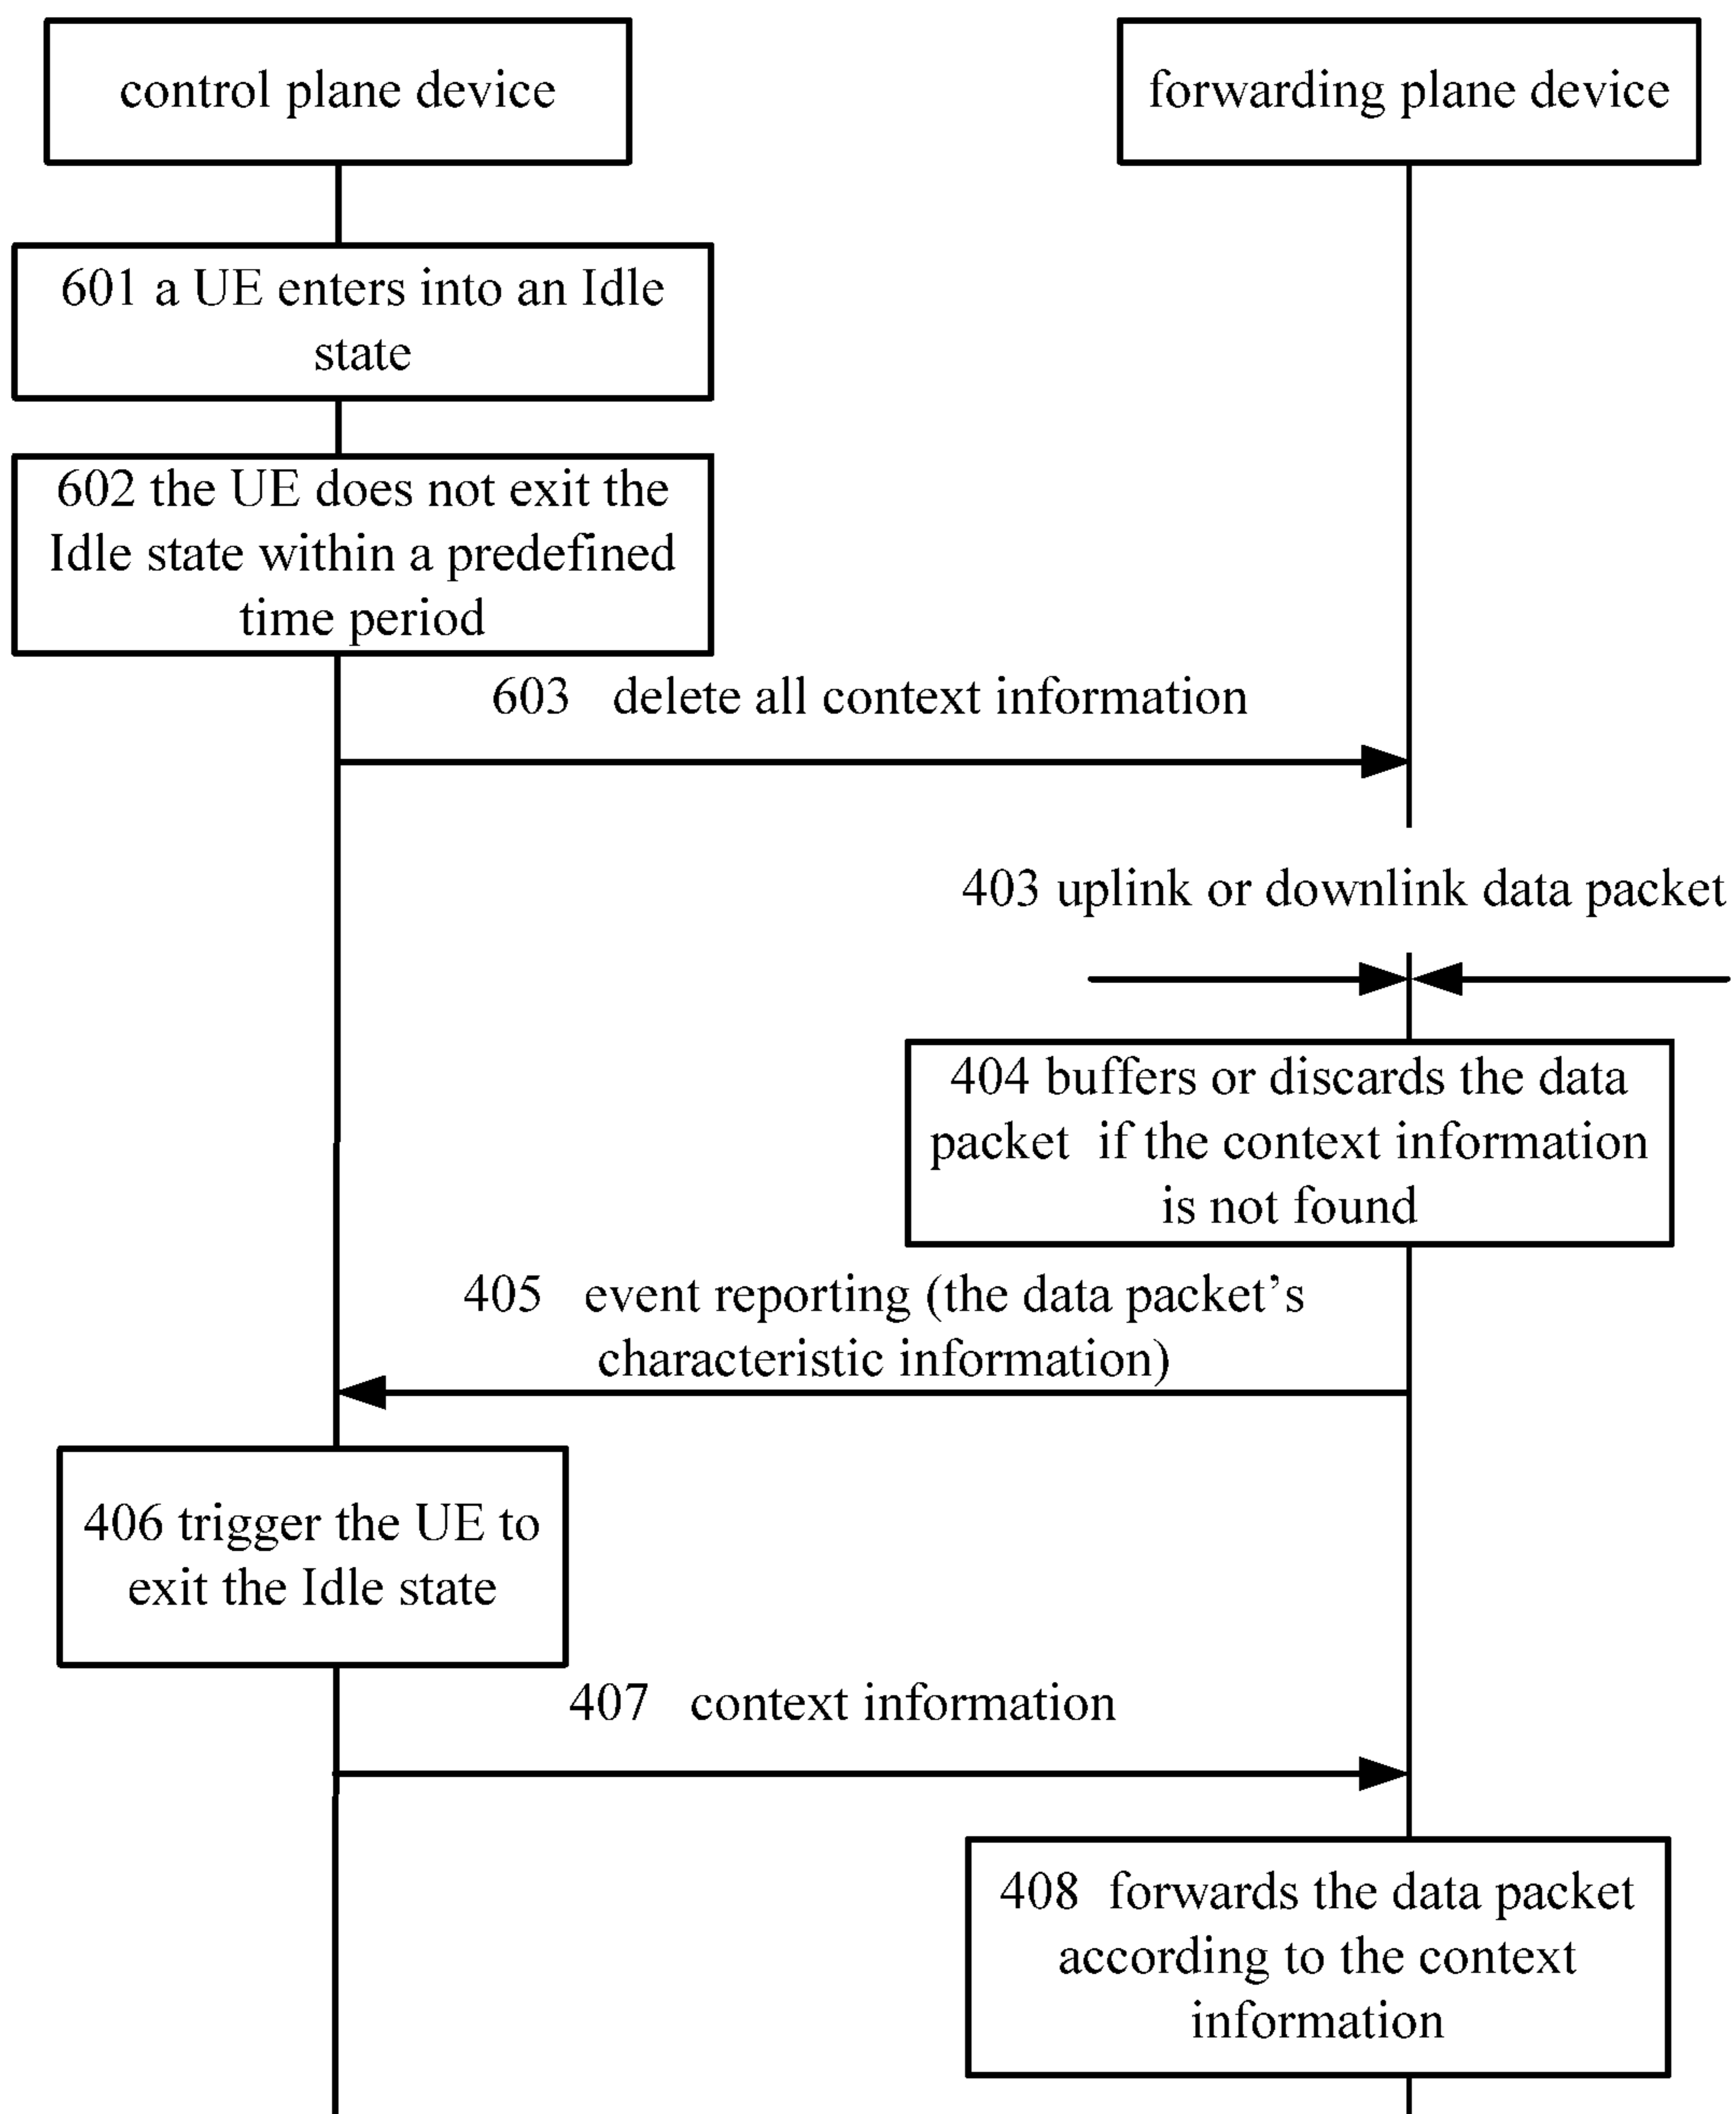 control plane device
forwarding plane device
601 a UE enters into an Idle
state
602 the UE does not exit the
Idle state within a predefined
time period
603 delete all context information
403 uplink or downlink data packet
404 buffers or discards the data
packet if the context information
is not found
405 event reporting (the data packet’s
characteristic information)
406 trigger the UE to
exit the Idle state
407 context information
408 forwards the data packet
according to the context
information